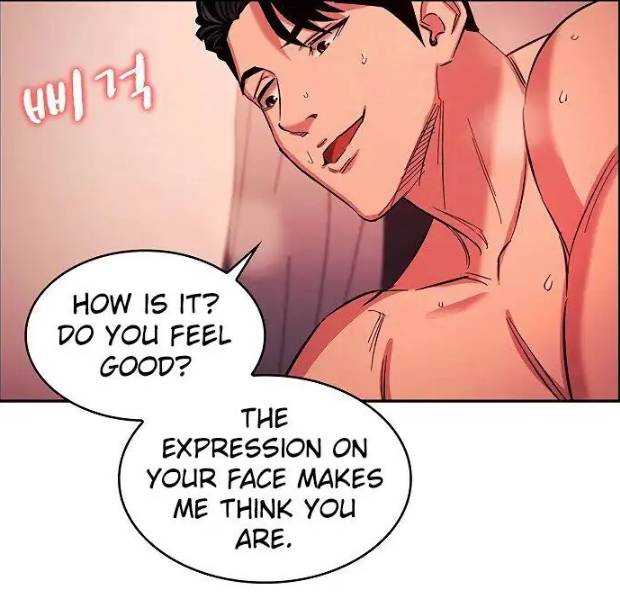 삐걱
HOW IS IT?
DO YOU FEEL
GOOD?
THE
EXPRESSION ON
YOUR FACE MAKES
ME THINK YOU
ARE.